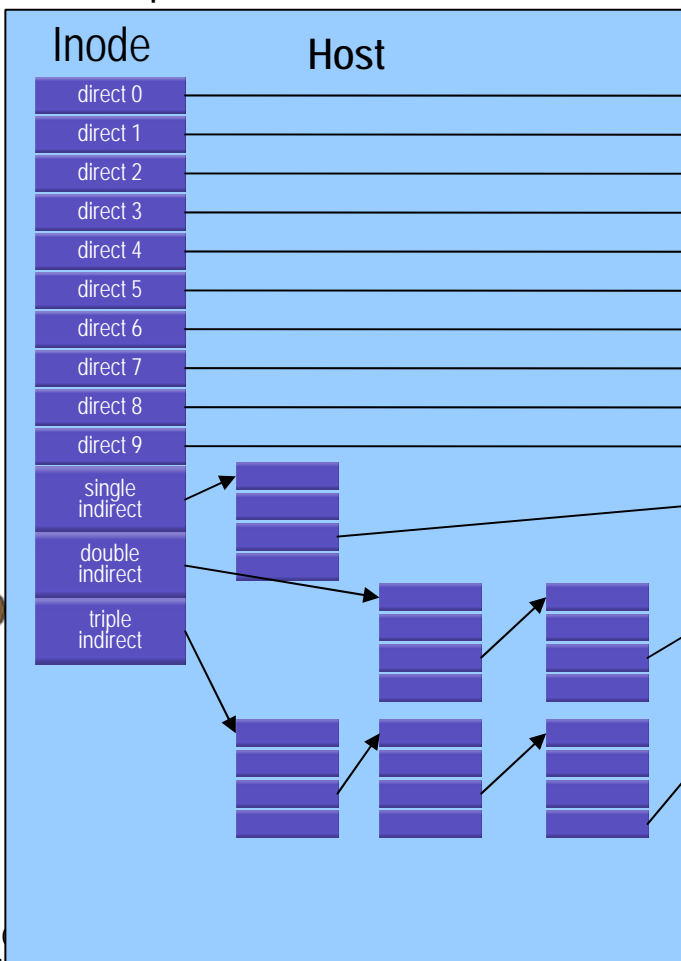 Inode
Host
direct 0
direct 1
direct 2
direct 3
direct 4
direct 5
direct 6
direct 7
direct 8
direct 9
single
indirect
double
indirect
triple
indirect